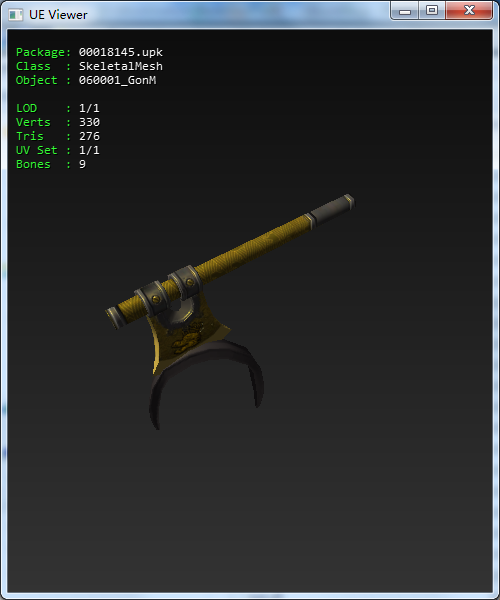 UE Viewer
Package: 00018145.upk
Class : SkeletalMesh
Object : 060001_GonM
LOD : 1/1
Verts : 330
Tris : 276
UV Set : 1/1
Bones : 9